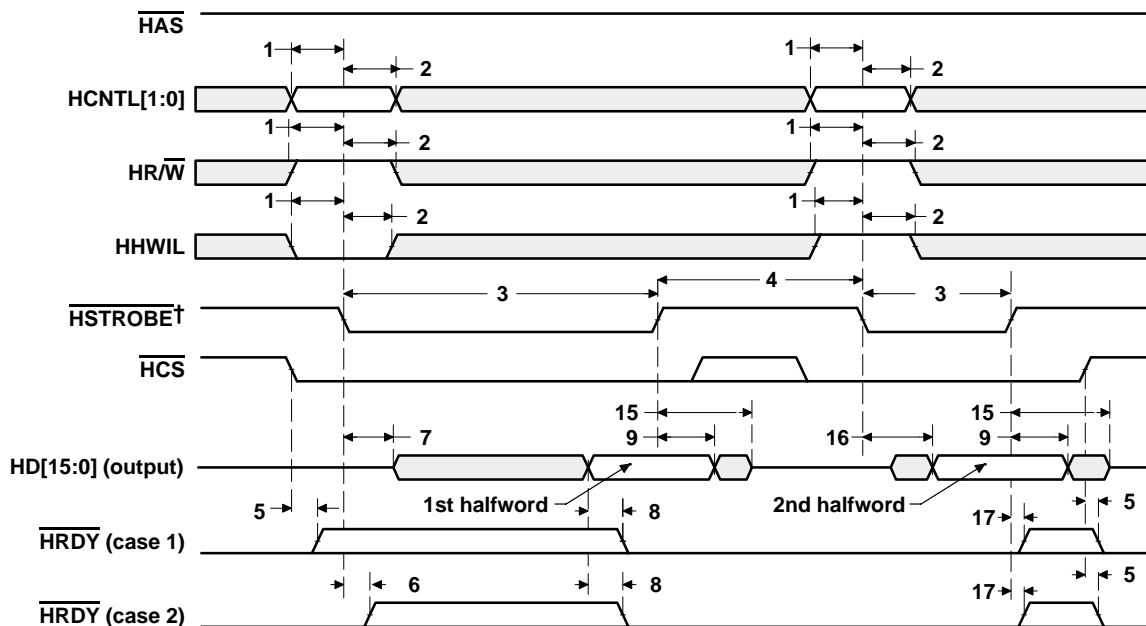 HAS
1
1
2
2
HCNTL[1:0]
1
1
2
2
HR/W
1
1
2
2
HHWIL
4
3
3
HSTROBE†
HCS
15
15
7
9
16
9
HD[15:0] (output)
1st halfword
2nd halfword
5
8
17
5
HRDY (case 1)
6
8
17
5
HRDY (case 2)